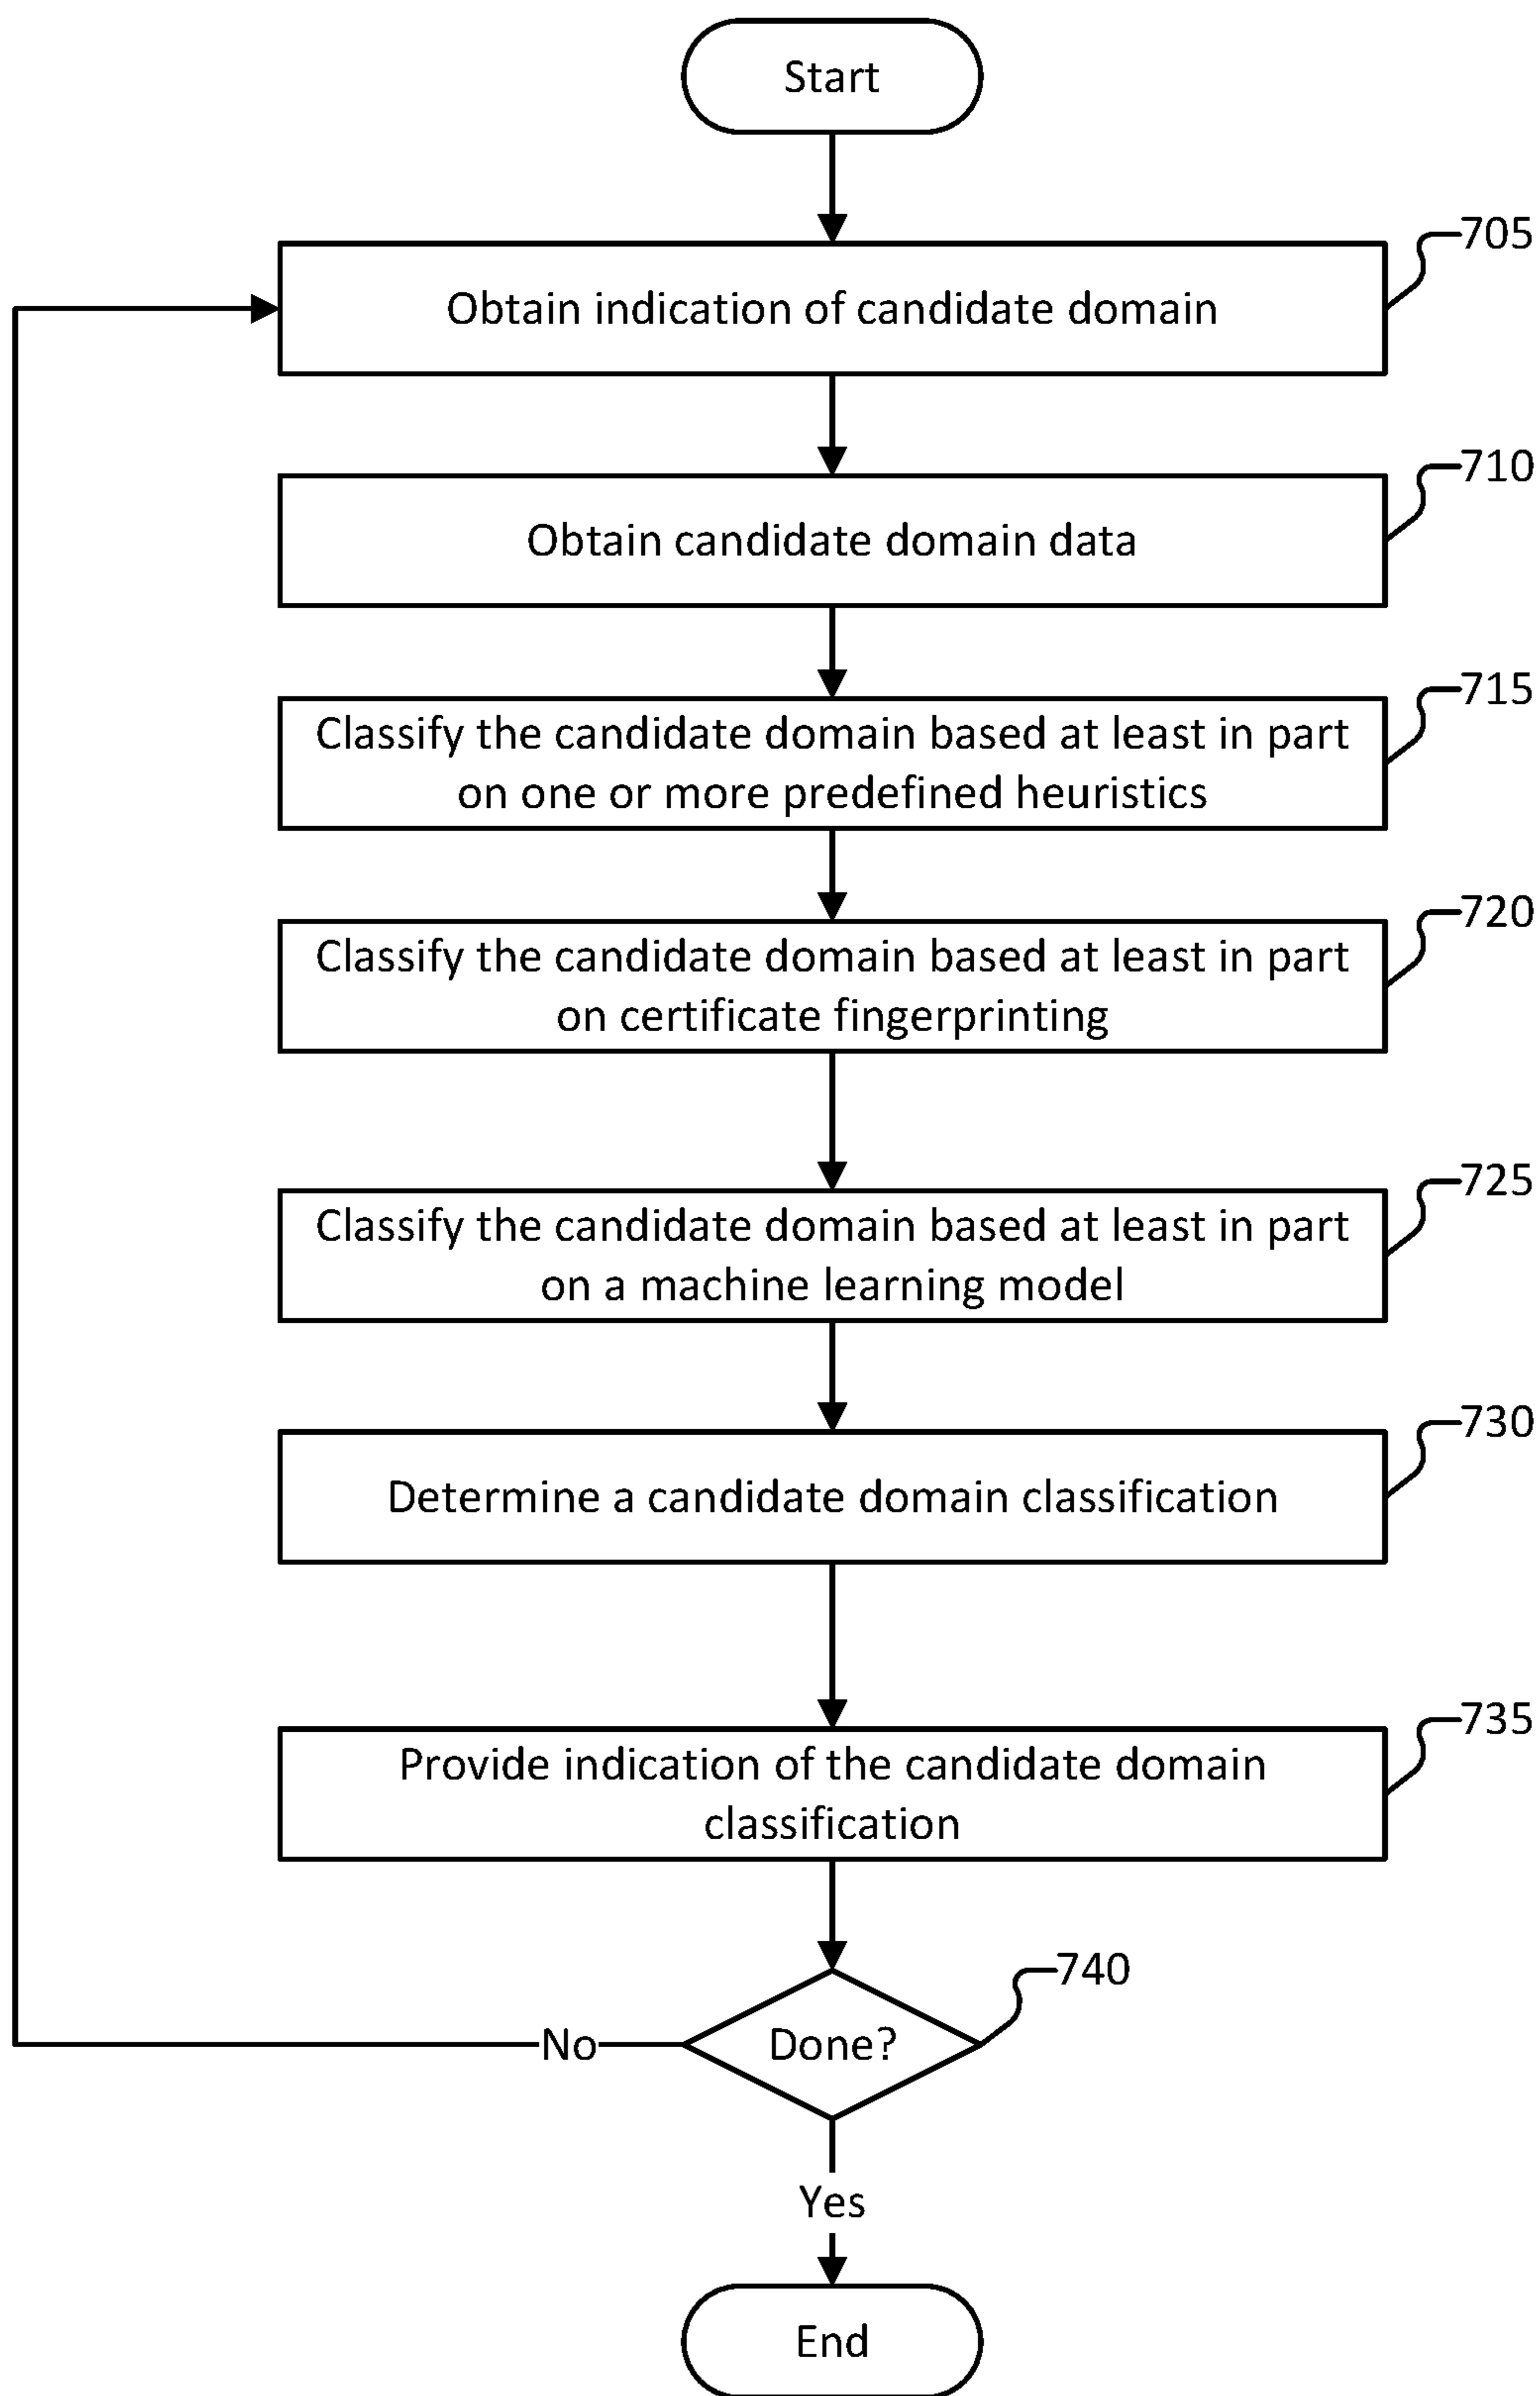 Start
705
Obtain indication of candidate domain
710
Obtain candidate domain data
715
Classify the candidate domain based at least in part
on one or more predefined heuristics
720
Classify the candidate domain based at least in part
on certificate fingerprinting
725
Classify the candidate domain based at least in part
on a machine learning model
730
Determine a candidate domain classification
735
Provide indication of the candidate domain
classification
740
Done?
No
Yes
End